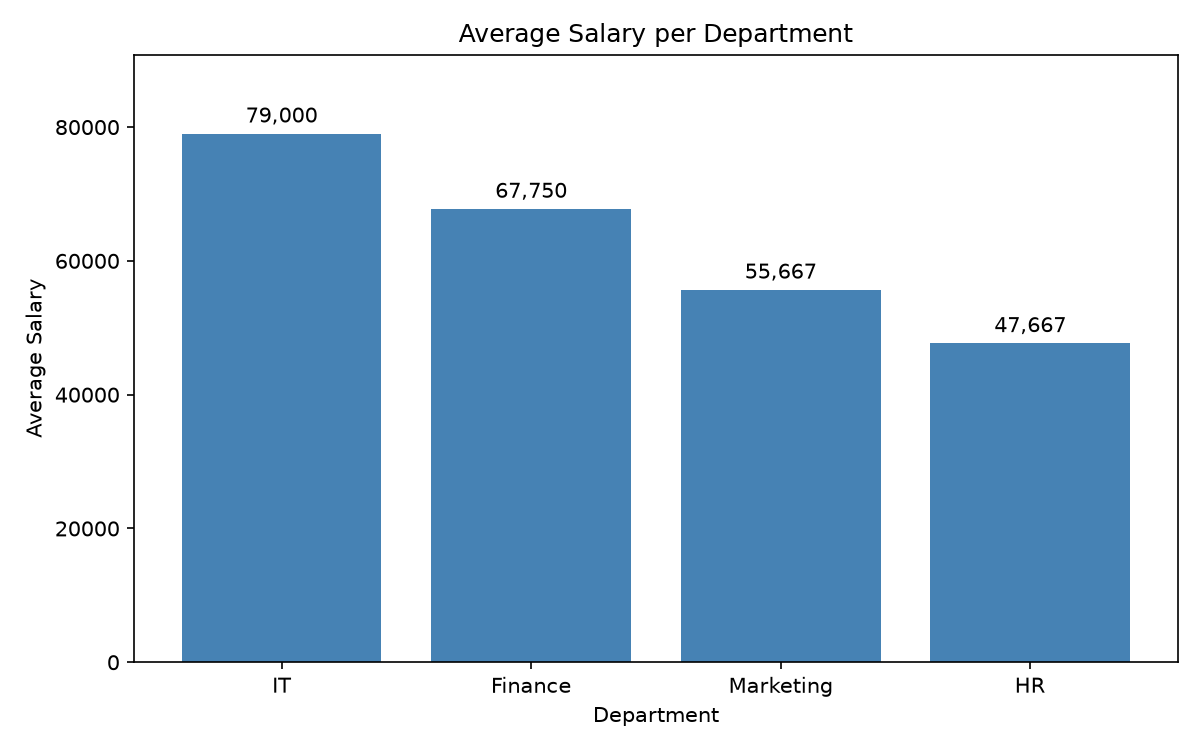 Average Salary per Department
Average Salary
80000
60000
40000
20000
0
79,000
67,750
55,667
47,667
IT
Finance
Marketing
HR
Department